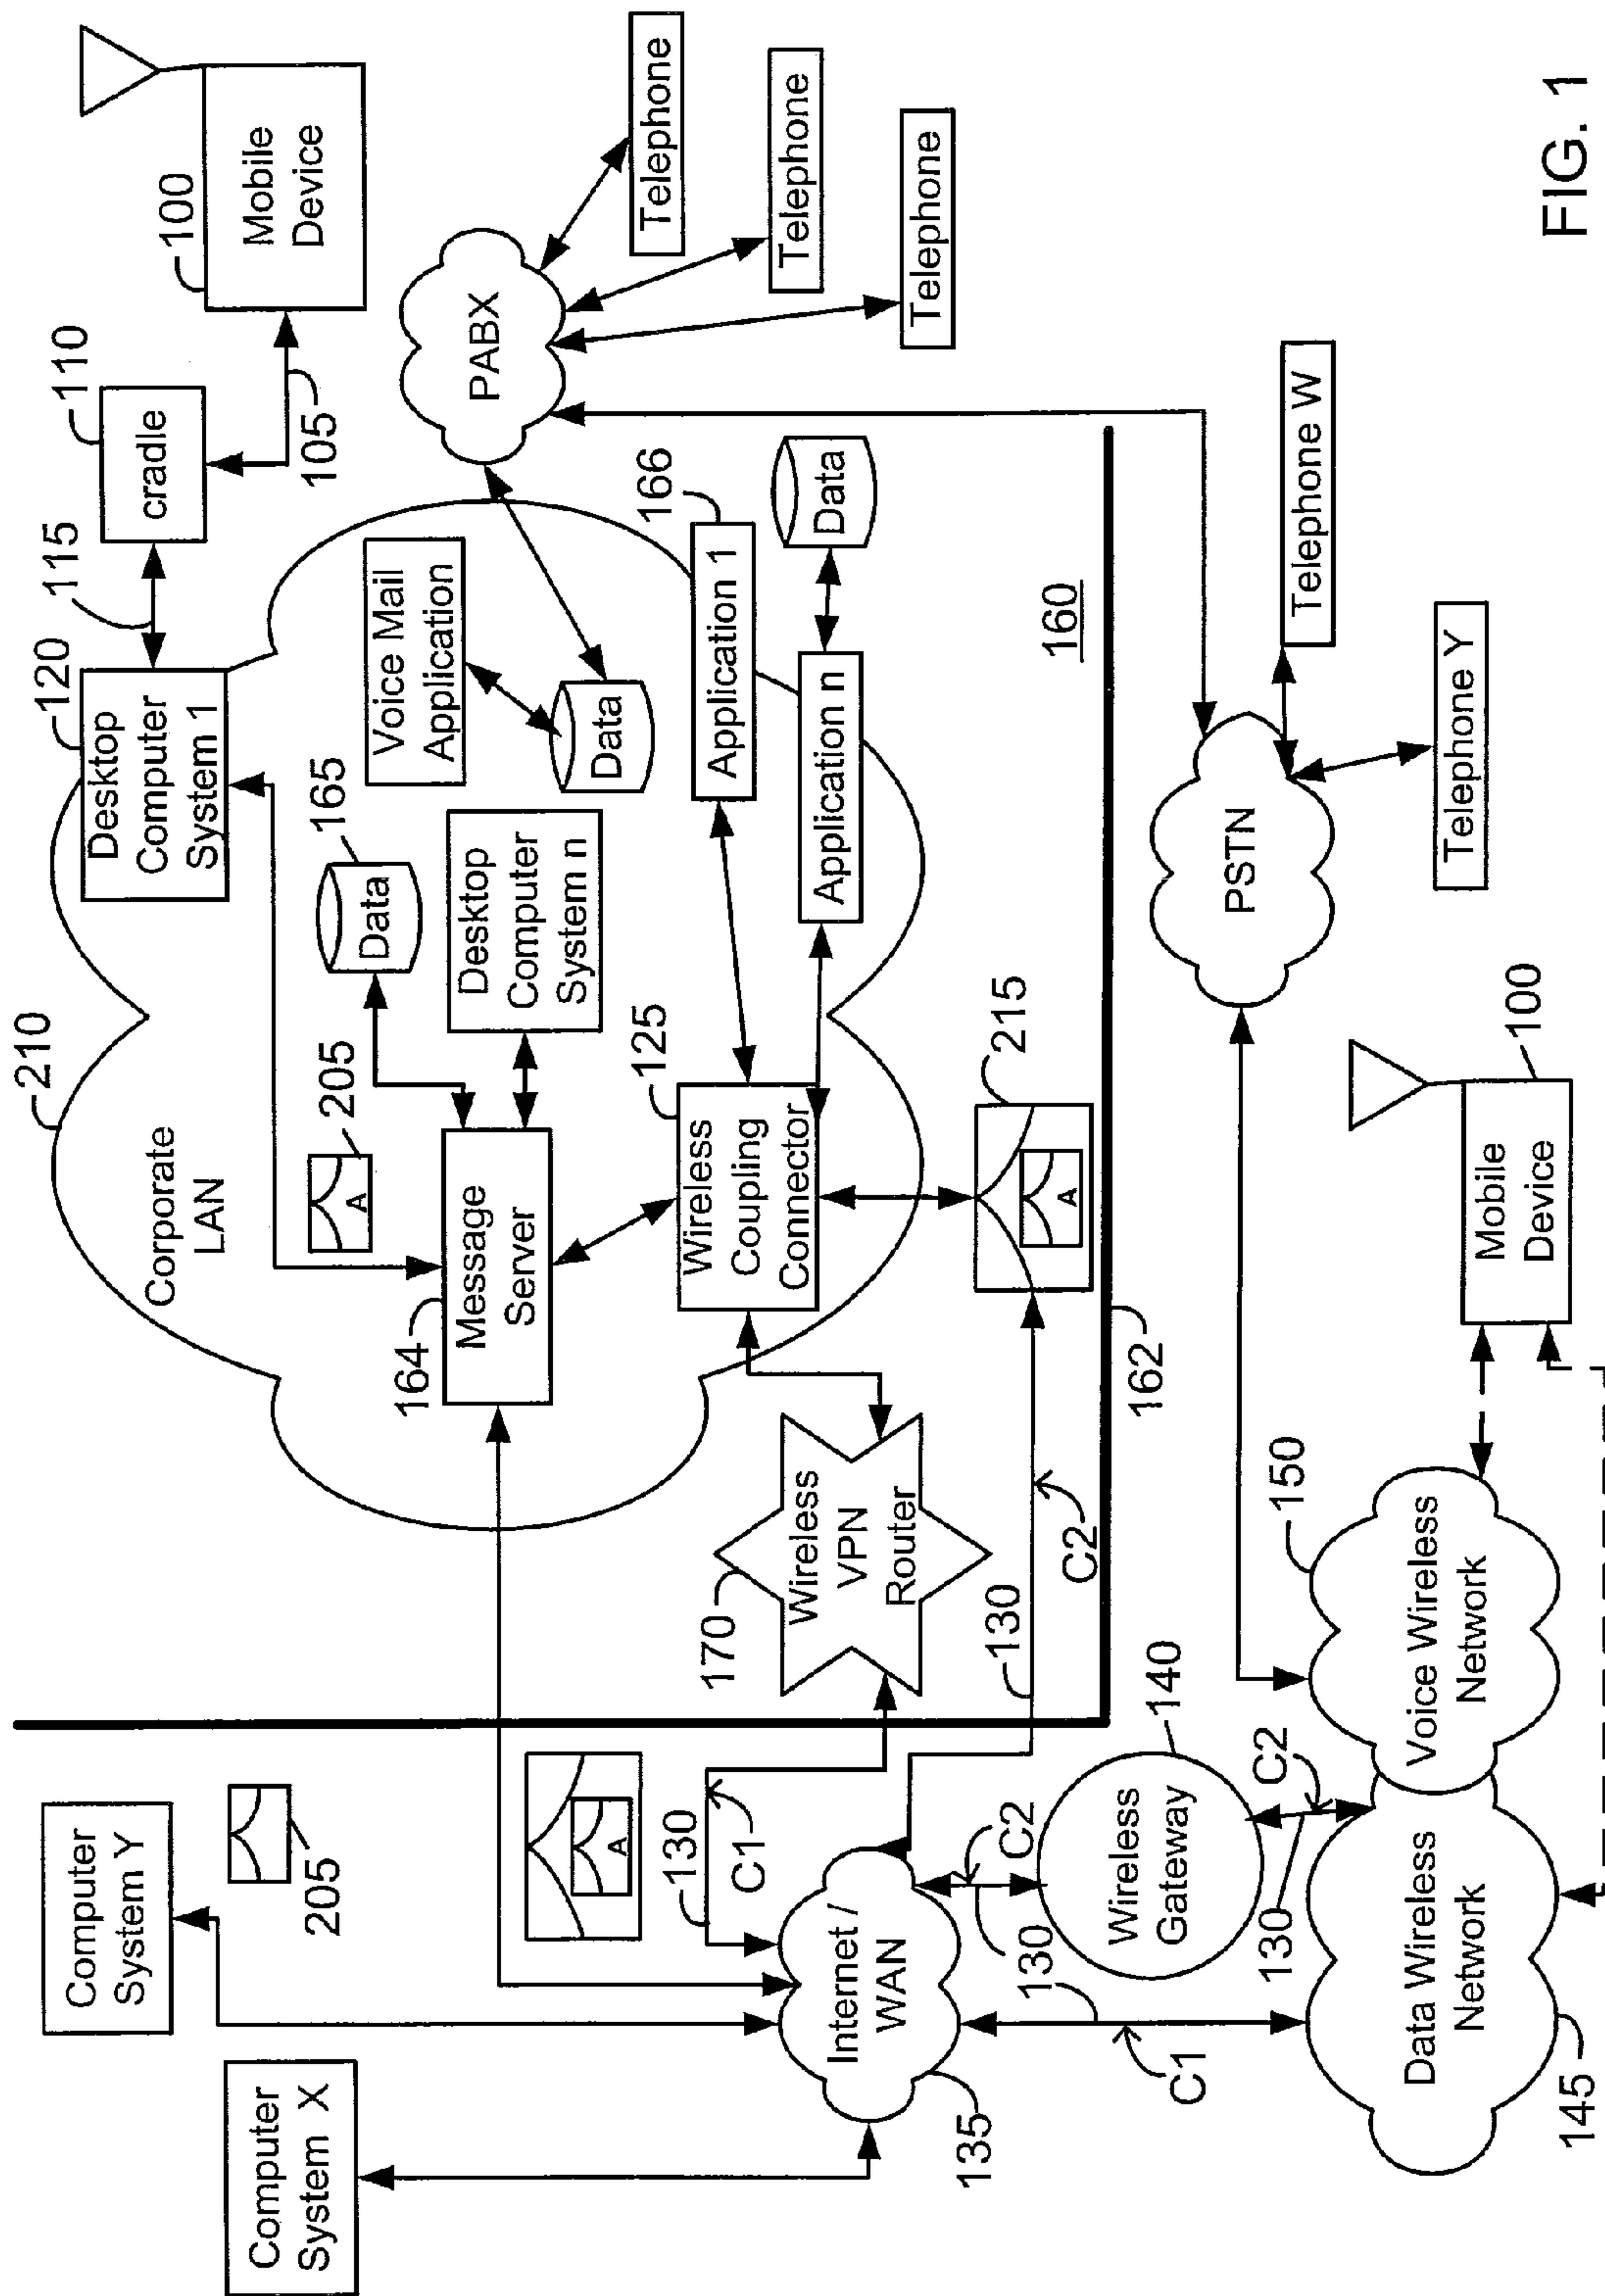 210
Corporate
LAN
120
Desktop
Computer
System 1
115
110
cradle
105
100
Mobile
Device
Computer
System Y
205
Computer
System X
205
A
165
Data
Desktop
Computer
System n
Voice Mail
Application
Data
PABX
Telephone
Telephone
Telephone
164
Message
Server
125
Wireless
Coupling
Connector
166
Application 1
Application n
Data
A
130
C1
170
Wireless
VPN
Router
215
A
160
130
C2
162
Internet /
WAN
135
C2
130
140
Wireless
Gateway
130
C1
130
C2
PSTN
Telephone W
Telephone Y
150
Voice Wireless
Network
Data Wireless
Network
145
100
Mobile
Device
FIG. 1